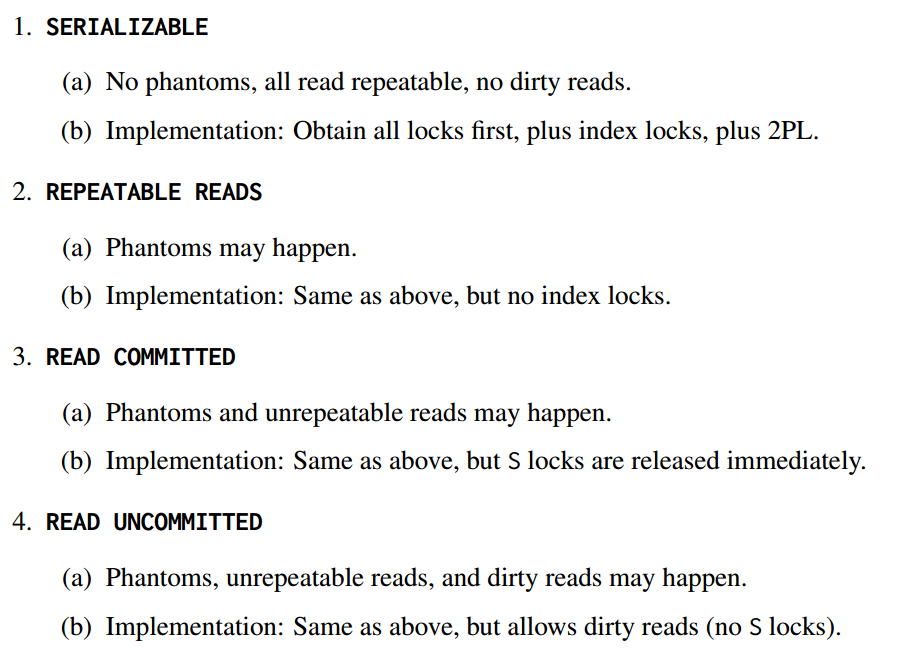 1. SERIALIZABLE
(a) No phantoms, all read repeatable, no dirty reads.
(b) Implementation: Obtain all locks first, plus index locks, plus 2PL.
2. REPEATABLE READS
(a) Phantoms may happen.
(b) Implementation: Same as above, but no index locks.
3. READ COMMITTED
(a) Phantoms and unrepeatable reads may happen.
(b) Implementation: Same as above, but S locks are released immediately.
4. READ UNCOMMITTED
(a) Phantoms, unrepeatable reads, and dirty reads may happen.
(b) Implementation: Same as above, but allows dirty reads (no S locks).